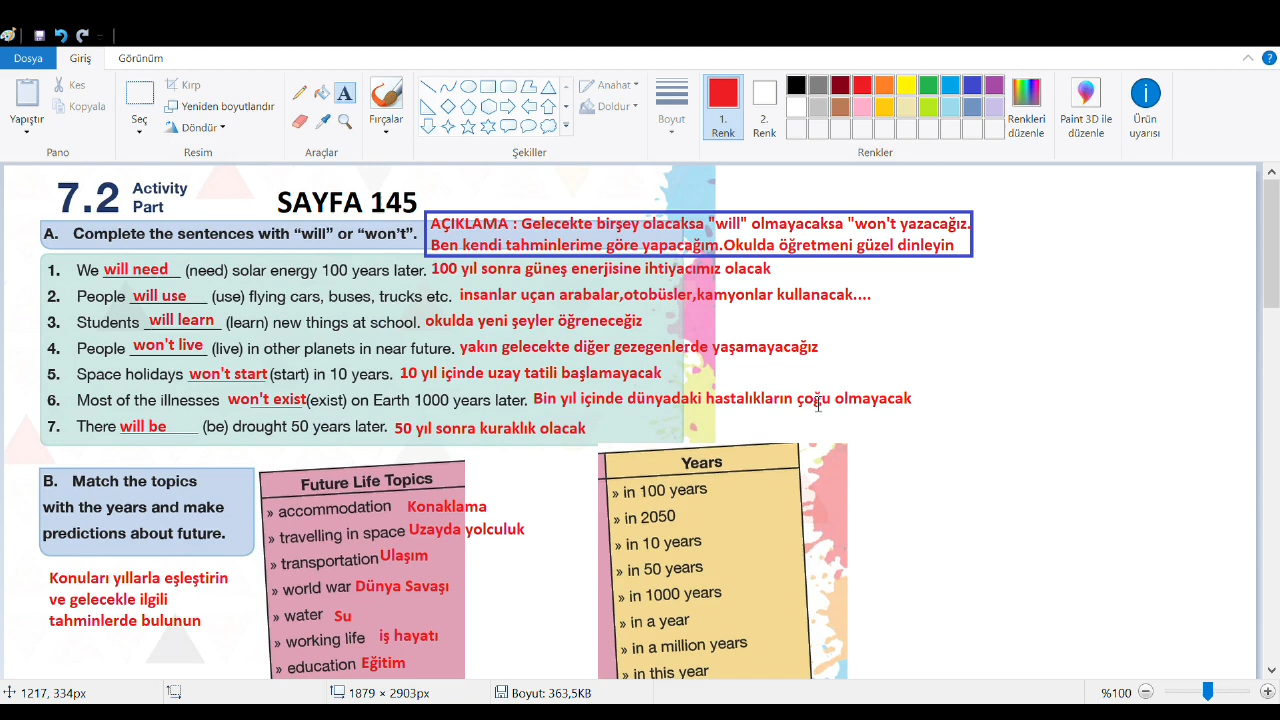 Dosya Giriş Görünüm
Yapıştır
Kes
Kopyala
Pano
Seç
Kırp
Yeniden boyutlandır
Döndür
Resim
Araçlar
Fırçalar
Şekiller
Anahat
Doldur
Boyut
1. Renk
2. Renk
Renkler
Renkleri düzenle
Paint 3D ile düzenle
Ürün uyarısı
7.2 Activity Part SAYFA 145
AÇIKLAMA : Gelecekte birşey olacaksa "will" olmayacaksa "won't yazacağız.
Ben kendi tahminlerime göre yapacağım.Okulda öğretmeni güzel dinleyin
A. Complete the sentences with “will” or “won’t”.
1. We will need (need) solar energy 100 years later. 100 yıl sonra güneş enerjisine ihtiyacımız olacak
2. People will use (use) flying cars, buses, trucks etc. insanlar uçan arabalar,otobüsler,kamyonlar kullanacak....
3. Students will learn (learn) new things at school. okulda yeni şeyler öğreneceğiz
4. People won't live (live) in other planets in near future. yakın gelecekte diğer gezegenlerde yaşamayacağız
5. Space holidays won't start (start) in 10 years. 10 yıl içinde uzay tatili başlamayacak
6. Most of the illnesses won't exist (exist) on Earth 1000 years later. Bin yıl içinde dünyadaki hastalıkların çoğu olmayacak
7. There will be (be) drought 50 years later. 50 yıl sonra kuraklık olacak
B. Match the topics
with the years and make
predictions about future.
Konuları yıllarla eşleştirin
ve gelecekle ilgili
tahminlerde bulunun
Future Life Topics
» accommodation Konaklama
» travelling in space Uzayda yolculuk
» transportation Ulaşım
» world war Dünya Savaşı
» water Su
» working life iş hayatı
» education Eğitim
Years
» in 100 years
» in 2050
» in 10 years
» in 50 years
» in 1000 years
» in a year
» in a million years
» in this year
1217, 334px
1879 × 2903px
Boyut: 363,5KB
%100